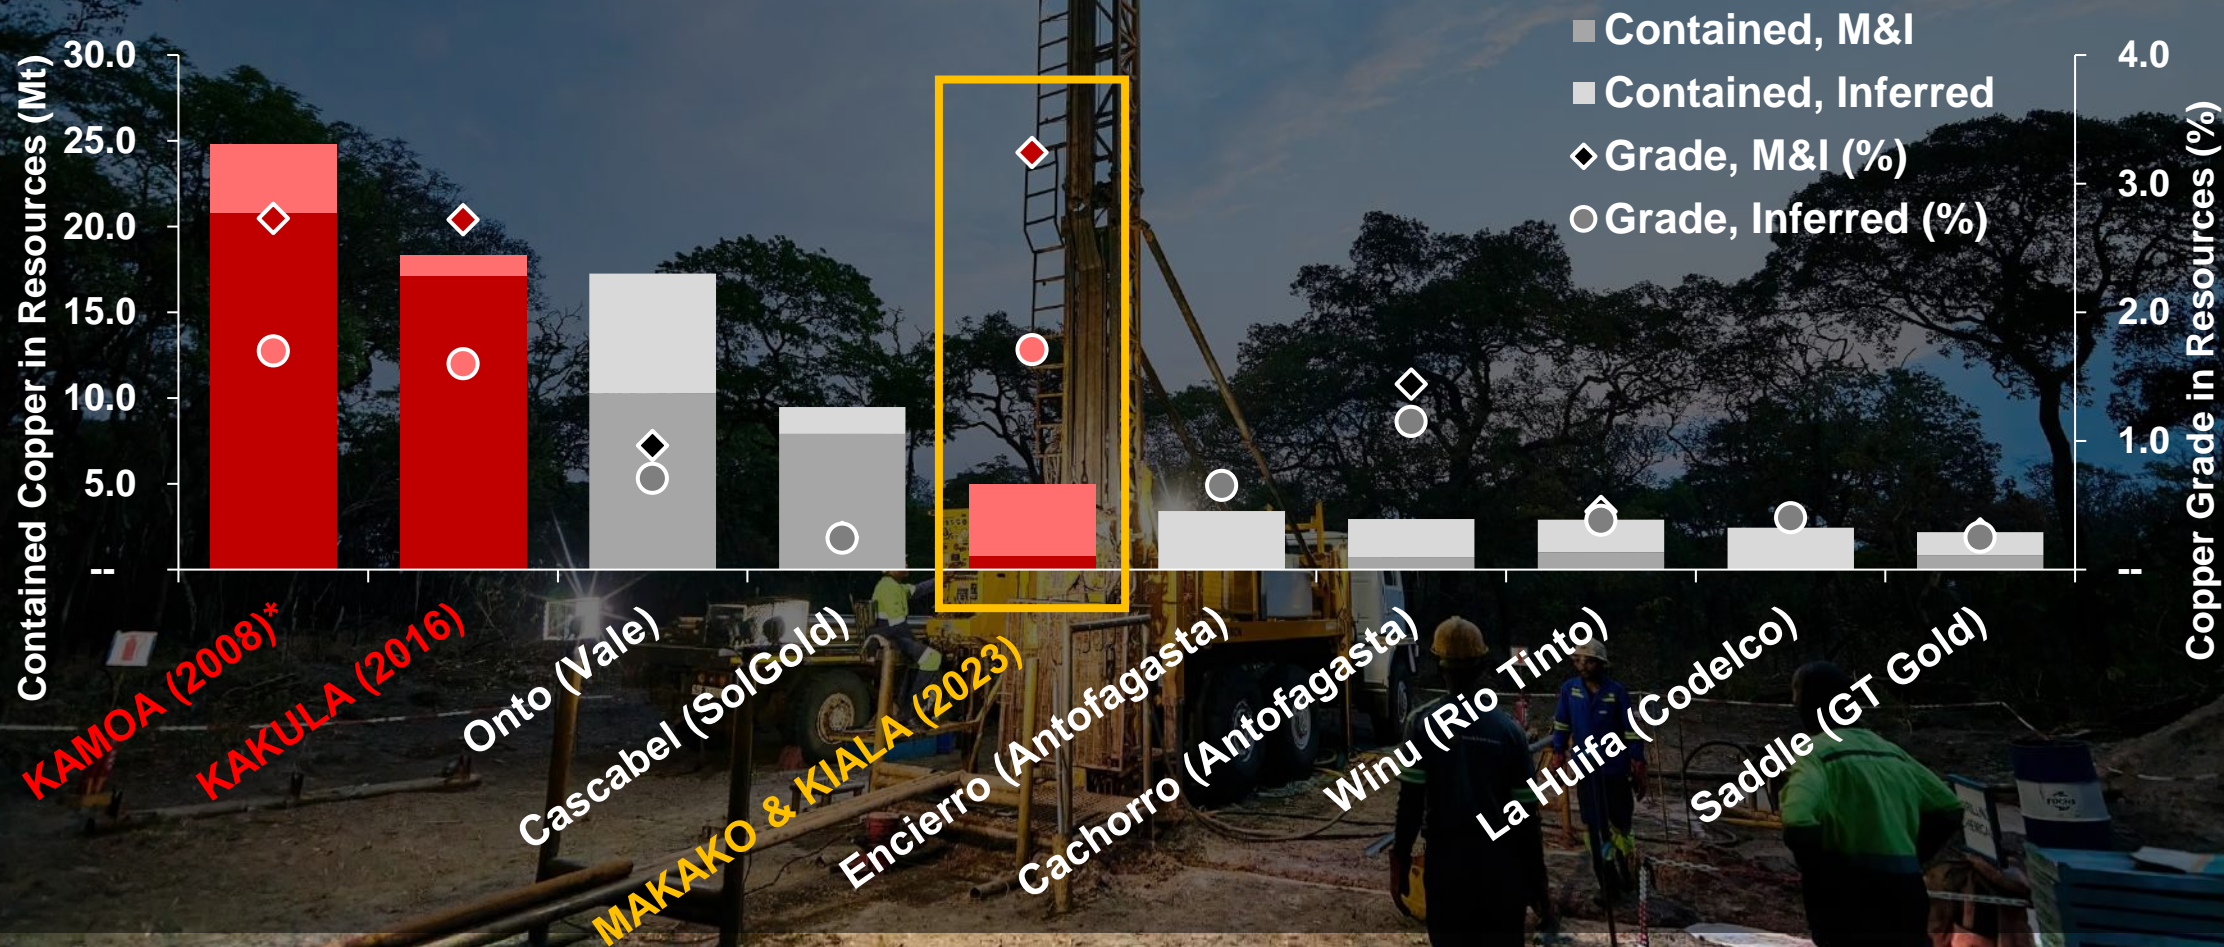 Contained, M&I
Contained, Inferred
Grade, M&I (%)
Grade, Inferred (%)
Contained Copper in Resources (Mt)
30.0
25.0
20.0
15.0
10.0
5.0
--
4.0
3.0
2.0
1.0
--
Copper Grade in Resources (%)
KAMOA (2008)*
KAKULA (2016)
Onto (Vale)
Cascabel (SolGold)
MAKAKO & KIALA (2023)
Encierro (Antofagasta)
Cachorro (Antofagasta)
Winu (Rio Tinto)
La Huifa (Codelco)
Saddle (GT Gold)